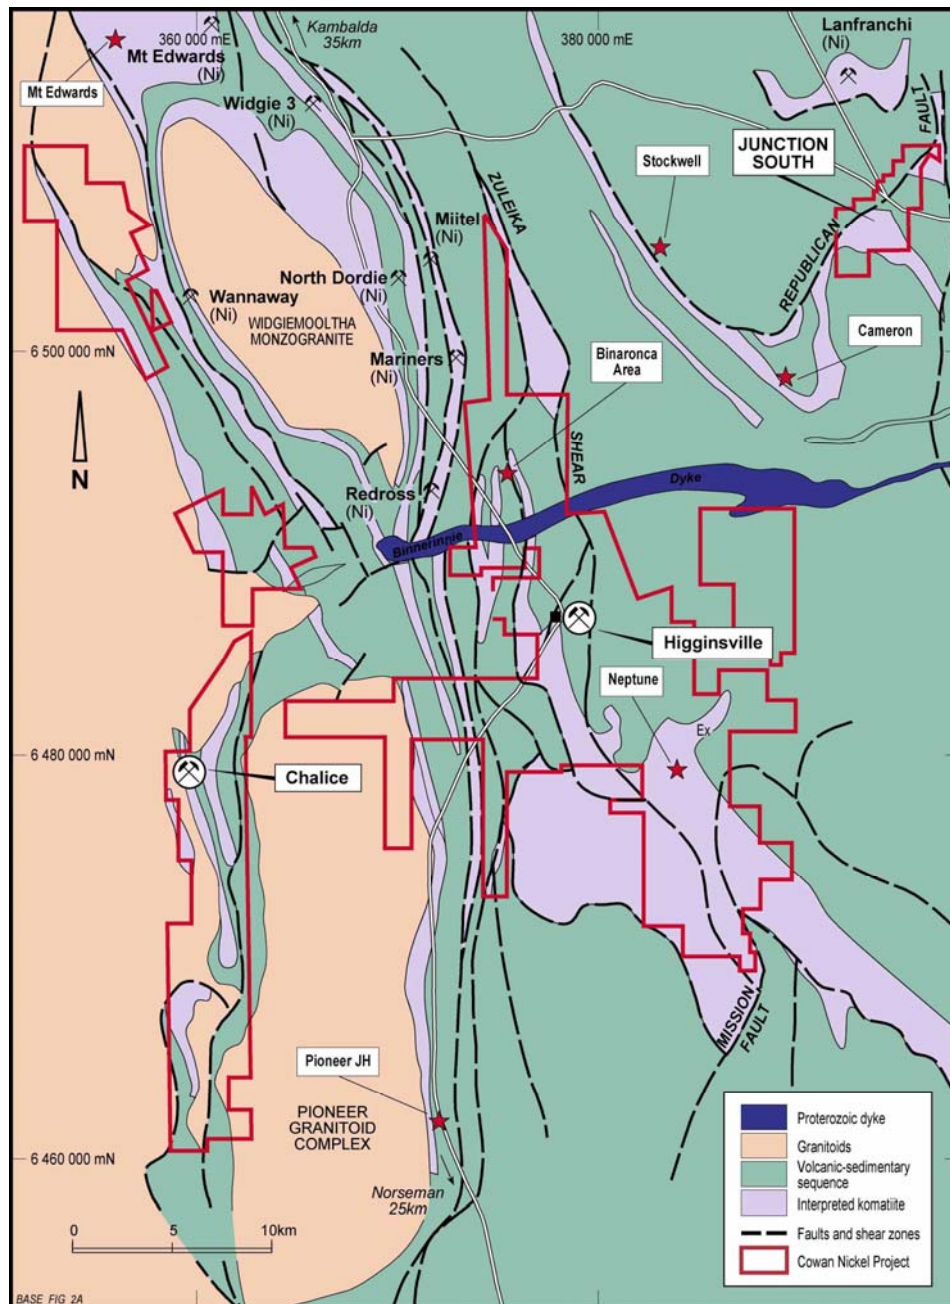 Kambalda
35km
360 000 mE
380 000 mE
Lanfranchi
(Ni)
Mt Edwards
(Ni)
Mt Edwards
Widgie 3
(Ni)
FAULT
JUNCTION
SOUTH
Stockwell
ZULEIKA
Miitel
(Ni)
REPUBLICAN
North Dordie
(Ni)
Wannaway
(Ni)
WIDGIEMOOLTHA
MONZOGRANITE
Cameron
6 500 000 mN
Mariners
(Ni)
Binaronca
Area
N
SHEAR
Redross
(Ni)
Dyke
Binnerinnie
Higginsville
Neptune
Ex
6 480 000 mN
Chalice
MISSION
FAULT
Pioneer JH
PIONEER
GRANITOID
COMPLEX
6 460 000 mN
Norseman
25km
0 5 10km
Proterozoic dyke
Granitoids
Volcanic-sedimentary
sequence
Interpreted komatiite
Faults and shear zones
Cowan Nickel Project
BASE FIG 2A